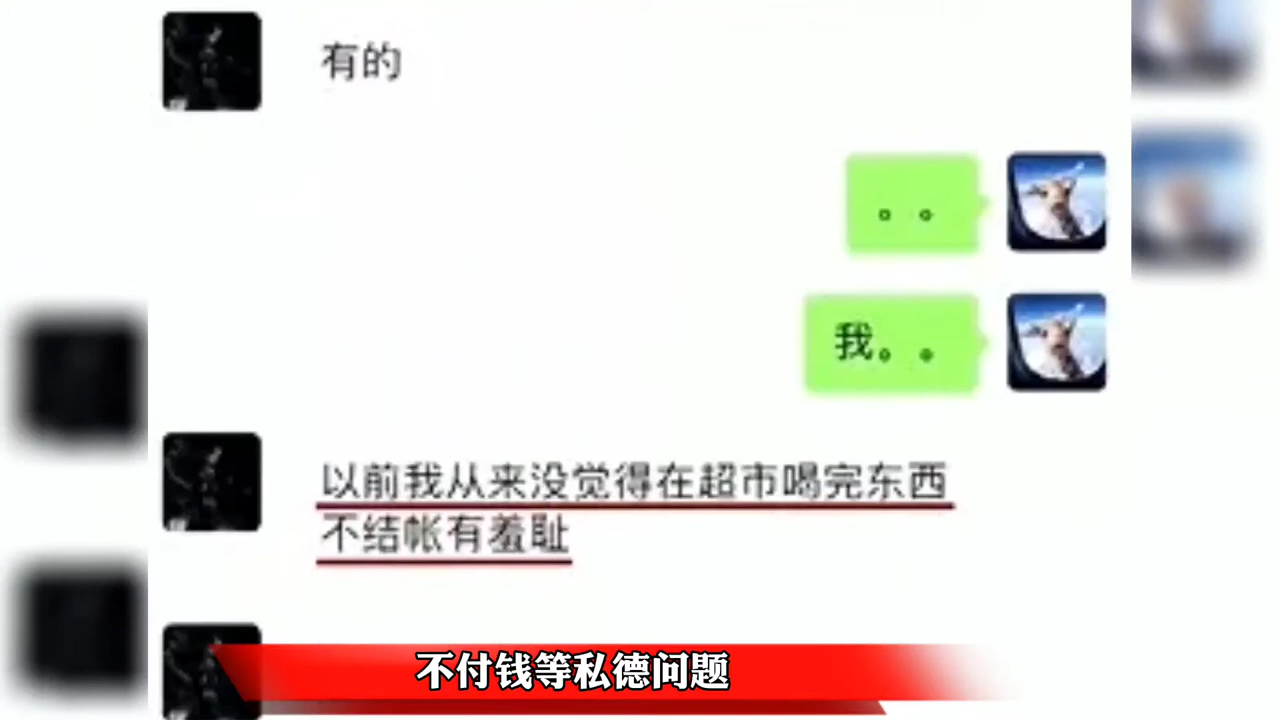 有的
。。
我。。
以前我从来没觉得在超市喝完东西
不结帐有羞耻
不付钱等私德问题